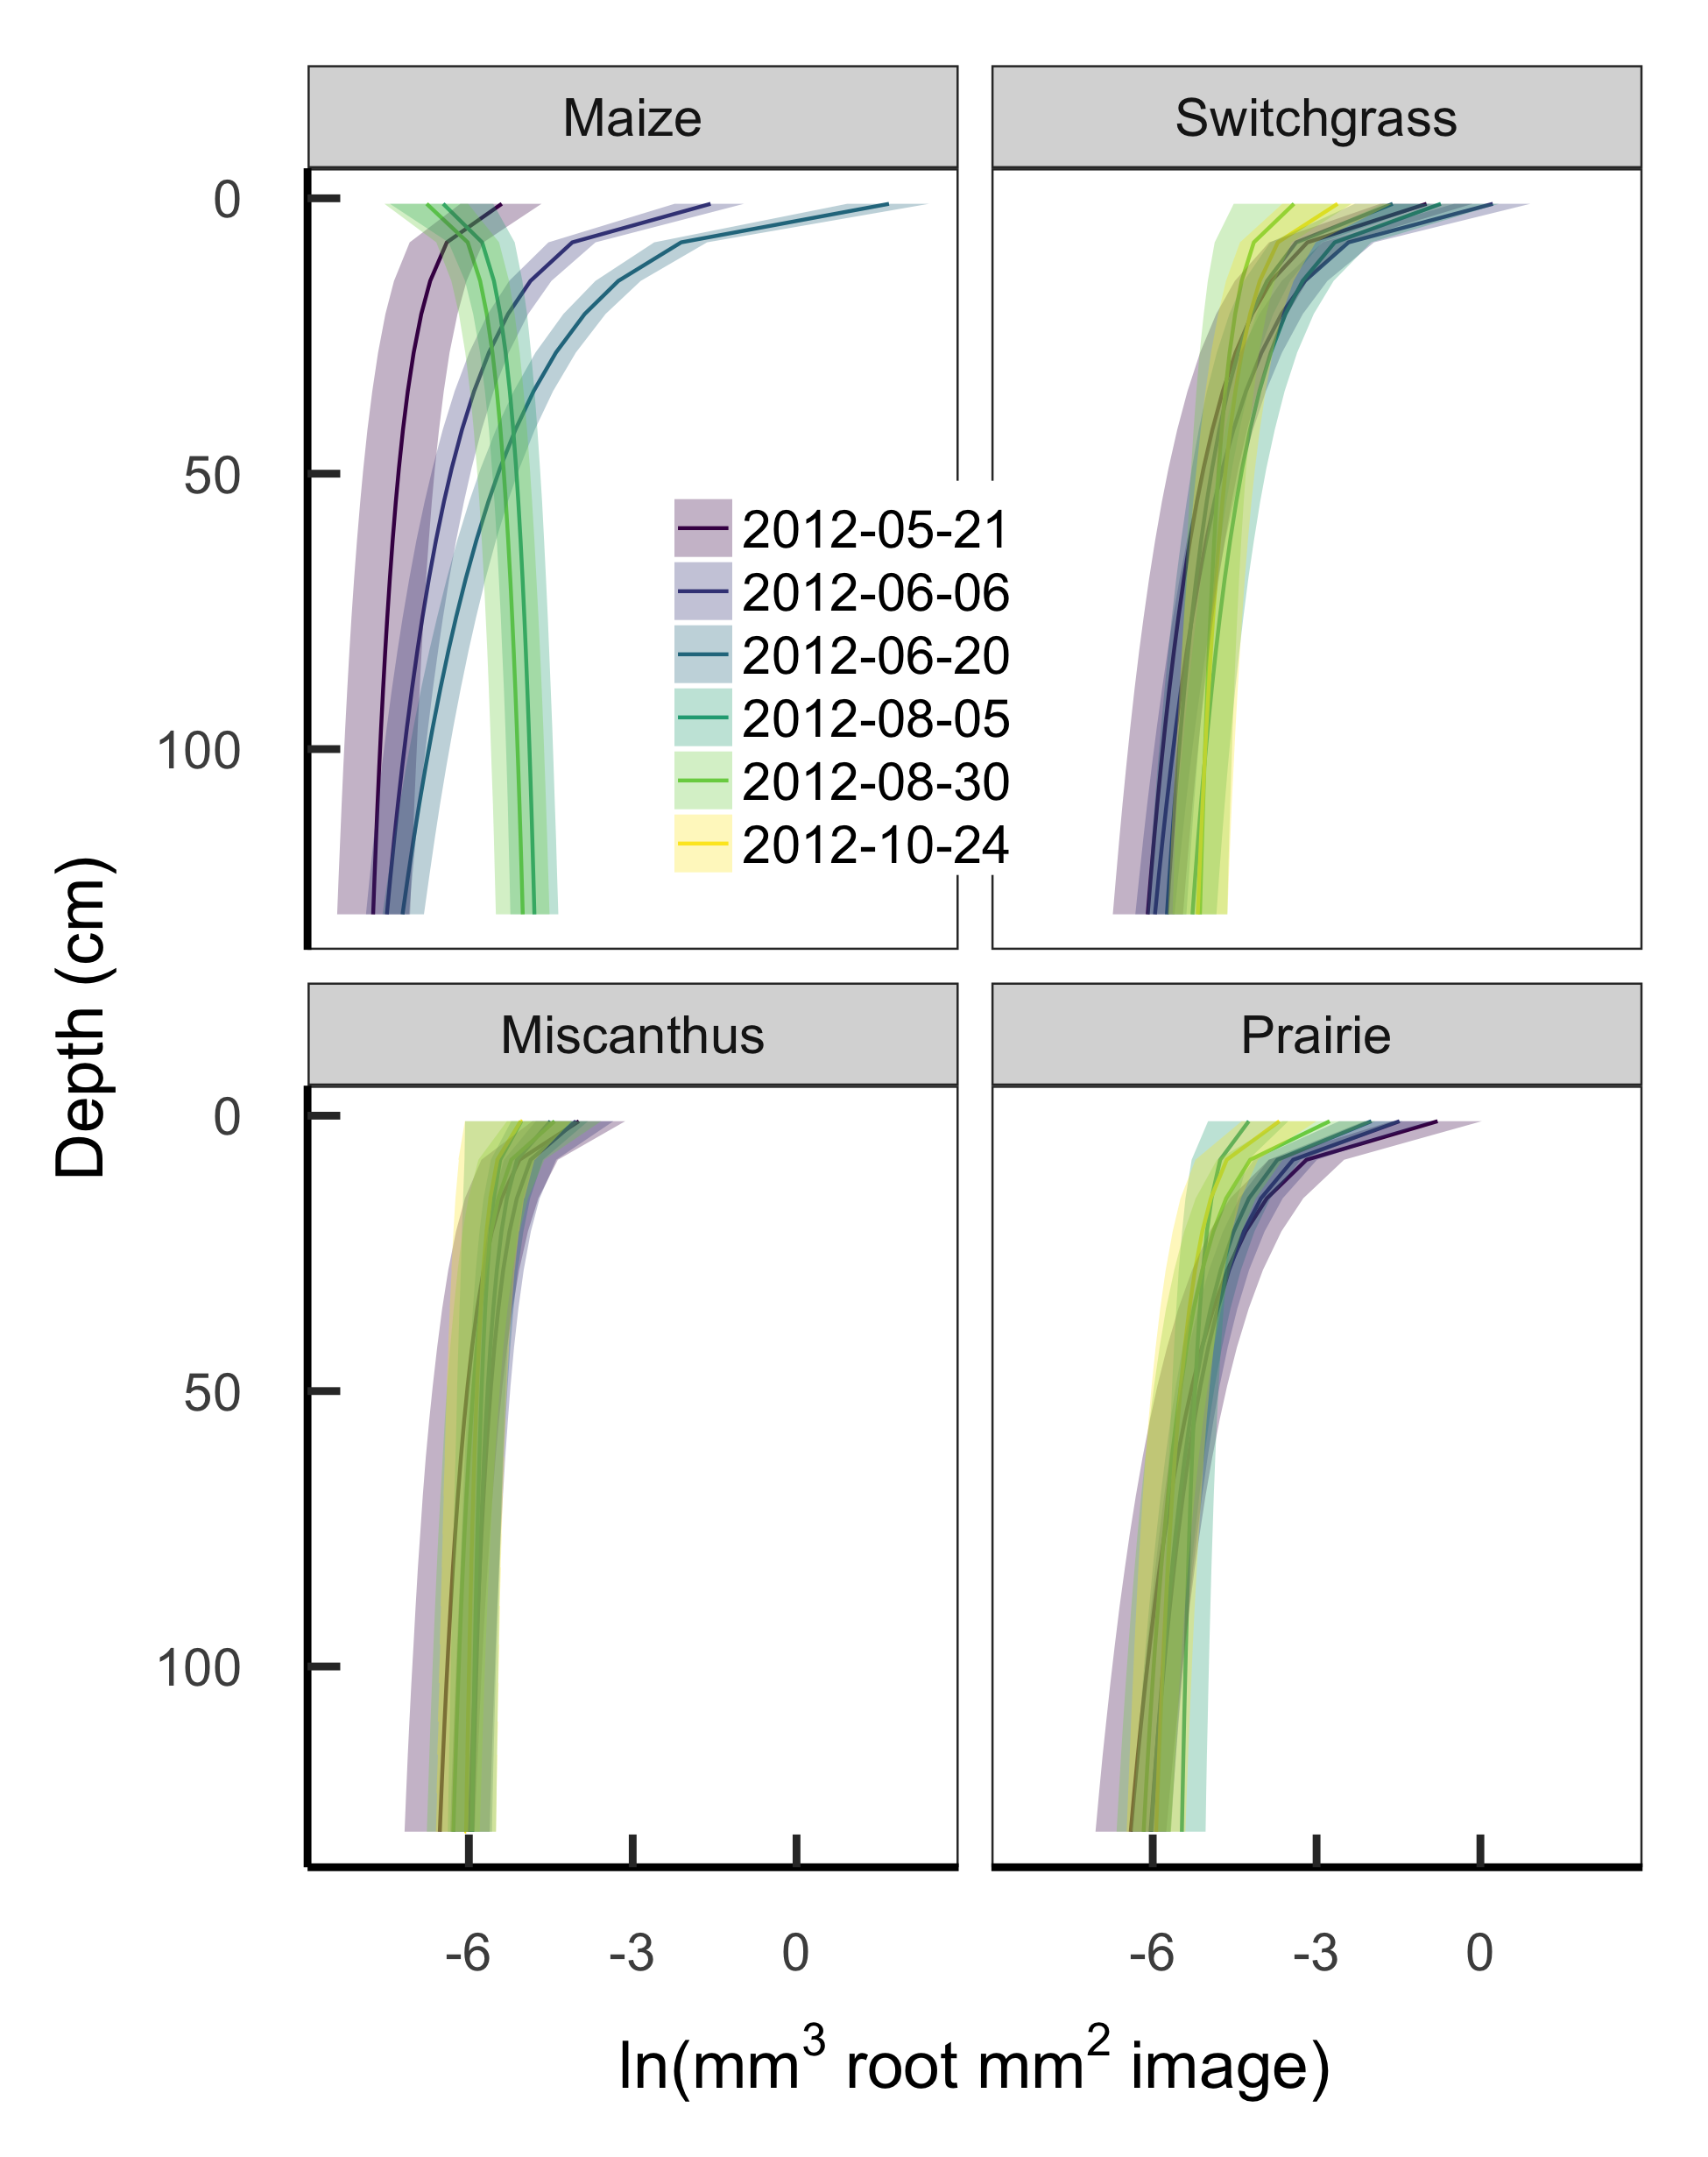 Maize
Switchgrass
0
50
100
2012-05-21
2012-06-06
2012-06-20
2012-08-05
2012-08-30
2012-10-24
Depth (cm)
Miscanthus
Prairie
0
50
100
-6 -3 0 -6 -3 0
ln(mm³ root mm² image)